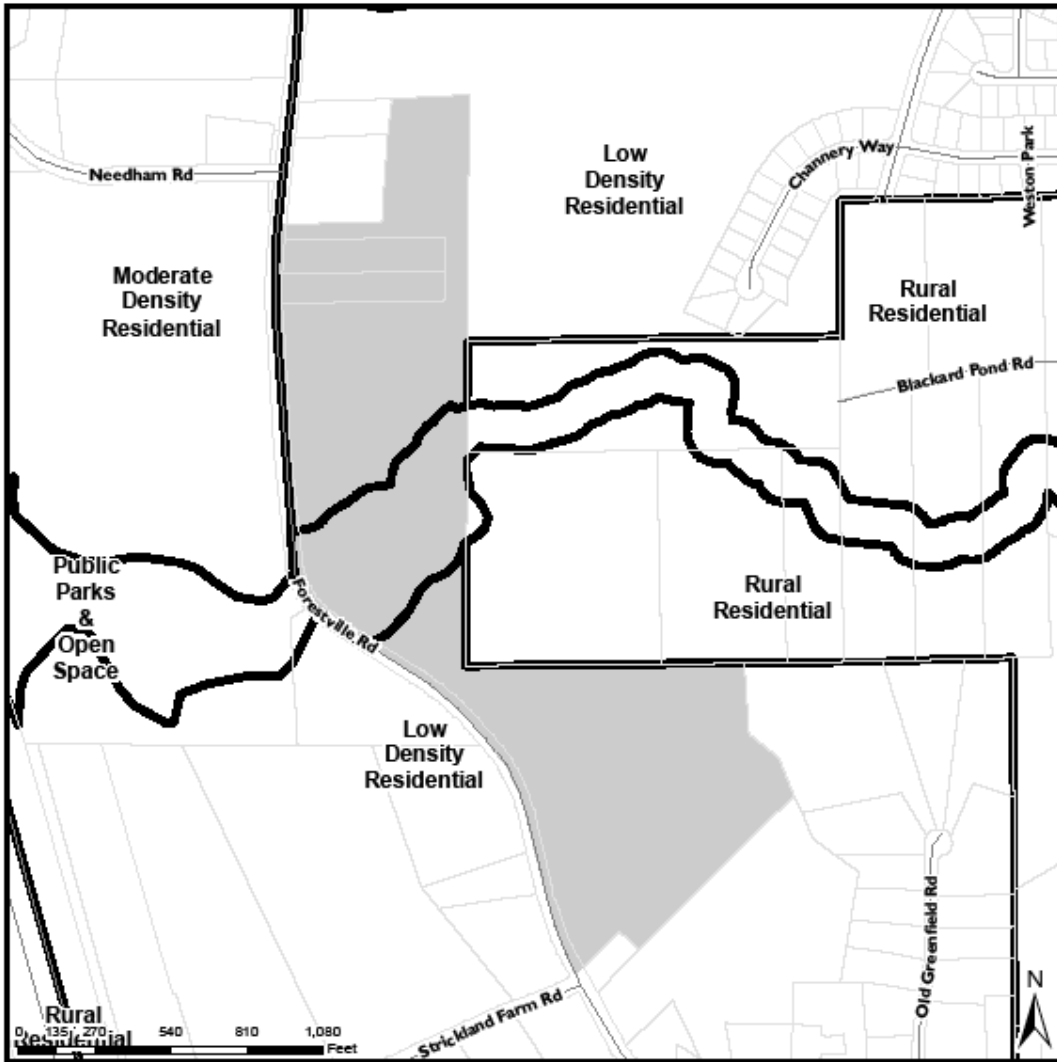 Needham Rd
Low
Density
Residential
Channery Way
Weston Park
Moderate
Density
Residential
Rural
Residential
Blackard Pond Rd
Public
Parks
&
Open
Space
Forestville Rd
Rural
Residential
Low
Density
Residential
Old Greenfield Rd
Strickland Farm Rd
Rural
Residential
0 135 270 540 810 1,080
Feet
N